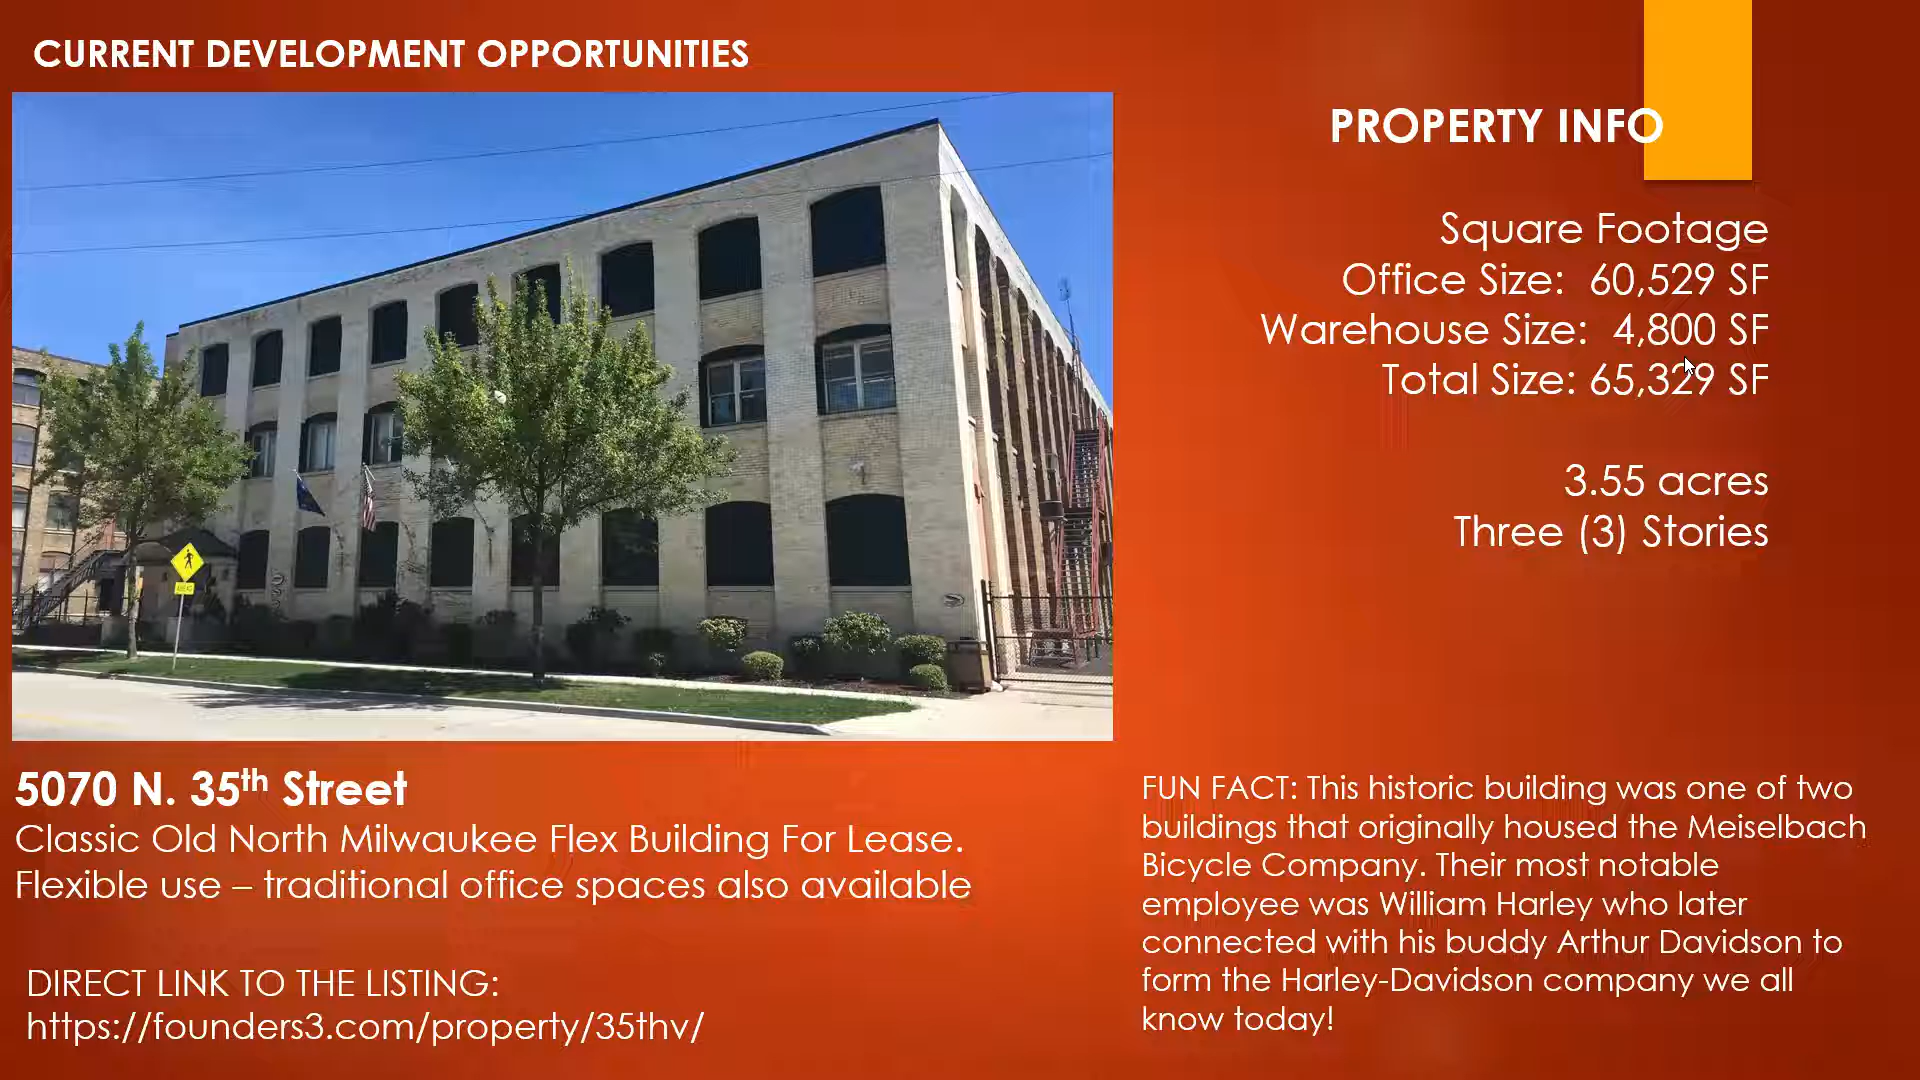 CURRENT DEVELOPMENT OPPORTUNITIES
PROPERTY INFO
Square Footage
Office Size: 60,529 SF
Warehouse Size: 4,800 SF
Total Size: 65,329 SF
3.55 acres
Three (3) Stories
AHEAD
5070 N. 35th Street
Classic Old North Milwaukee Flex Building For Lease.
Flexible use – traditional office spaces also available
DIRECT LINK TO THE LISTING:
https://founders3.com/property/35thv/
FUN FACT: This historic building was one of two
buildings that originally housed the Meiselbach
Bicycle Company. Their most notable
employee was William Harley who later
connected with his buddy Arthur Davidson to
form the Harley-Davidson company we all
know today!